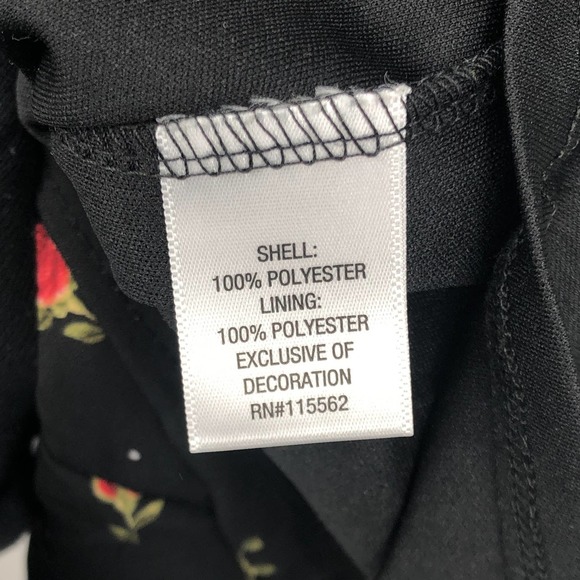 SHELL:
100% POLYESTER
LINING:
100% POLYESTER
EXCLUSIVE OF
DECORATION
RN#115562